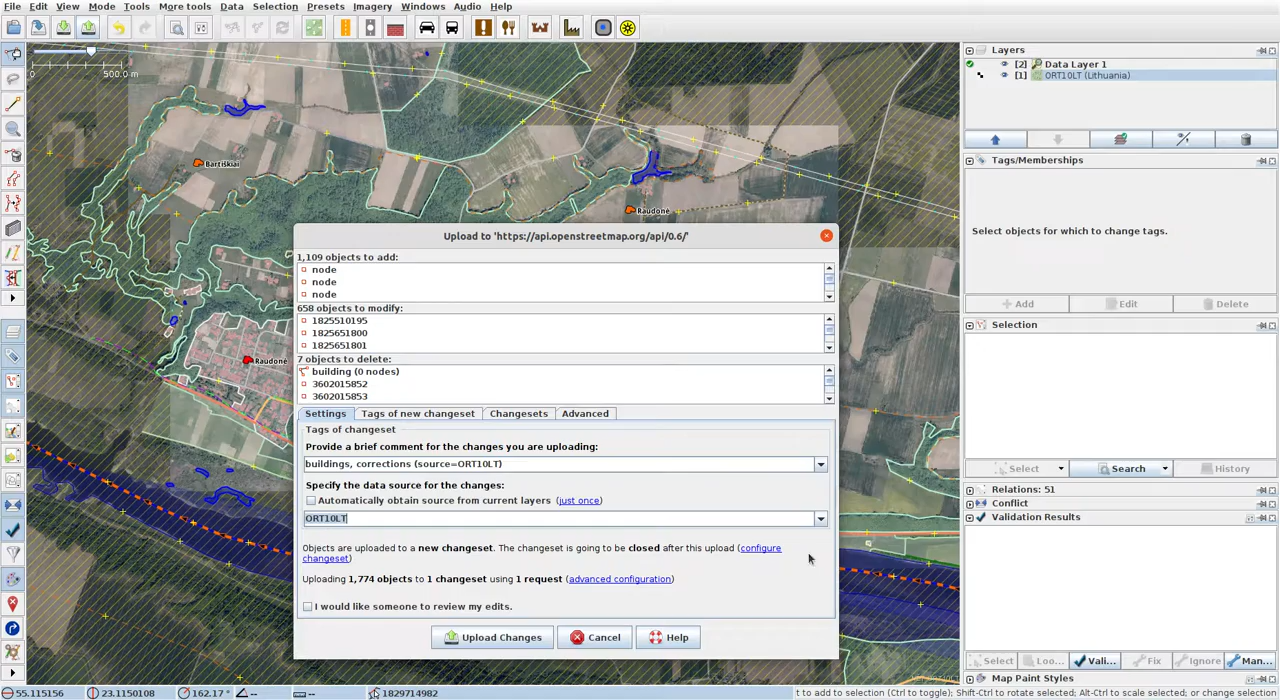 File Edit View Mode Tools More tools Data Selection Presets Imagery Windows Audio Help
0 500.0 m
Bartiškiai
Raudonė
Raudonė
Upload to 'https://api.openstreetmap.org/api/0.6/'
1,109 objects to add:
node
node
node
658 objects to modify:
1825510195
1825651800
1825651801
7 objects to delete:
building (0 nodes)
3602015852
3602015853
Settings Tags of new changeset Changesets Advanced
Tags of changeset
Provide a brief comment for the changes you are uploading:
buildings, corrections (source=ORT10LT)
Specify the data source for the changes:
Automatically obtain source from current layers (just once)
ORT10LT
Objects are uploaded to a new changeset. The changeset is going to be closed after this upload (configure
changeset)
Uploading 1,774 objects to 1 changeset using 1 request (advanced configuration)
I would like someone to review my edits.
Upload Changes Cancel Help
Layers
[2] Data Layer 1
[1] ORT10LT (Lithuania)
Tags/Memberships
Select objects for which to change tags.
Add Edit Delete
Selection
Select Search History
Relations: 51
Conflict
Validation Results
Select Loo... Vali... Fix Ignore Man...
Map Paint Styles
55.115156 23.1150108 162.17° -- -- 1829714982 t to add to selection (Ctrl to toggle); Shift-Ctrl to rotate selected; Alt-Ctrl to scale selected; or change selection